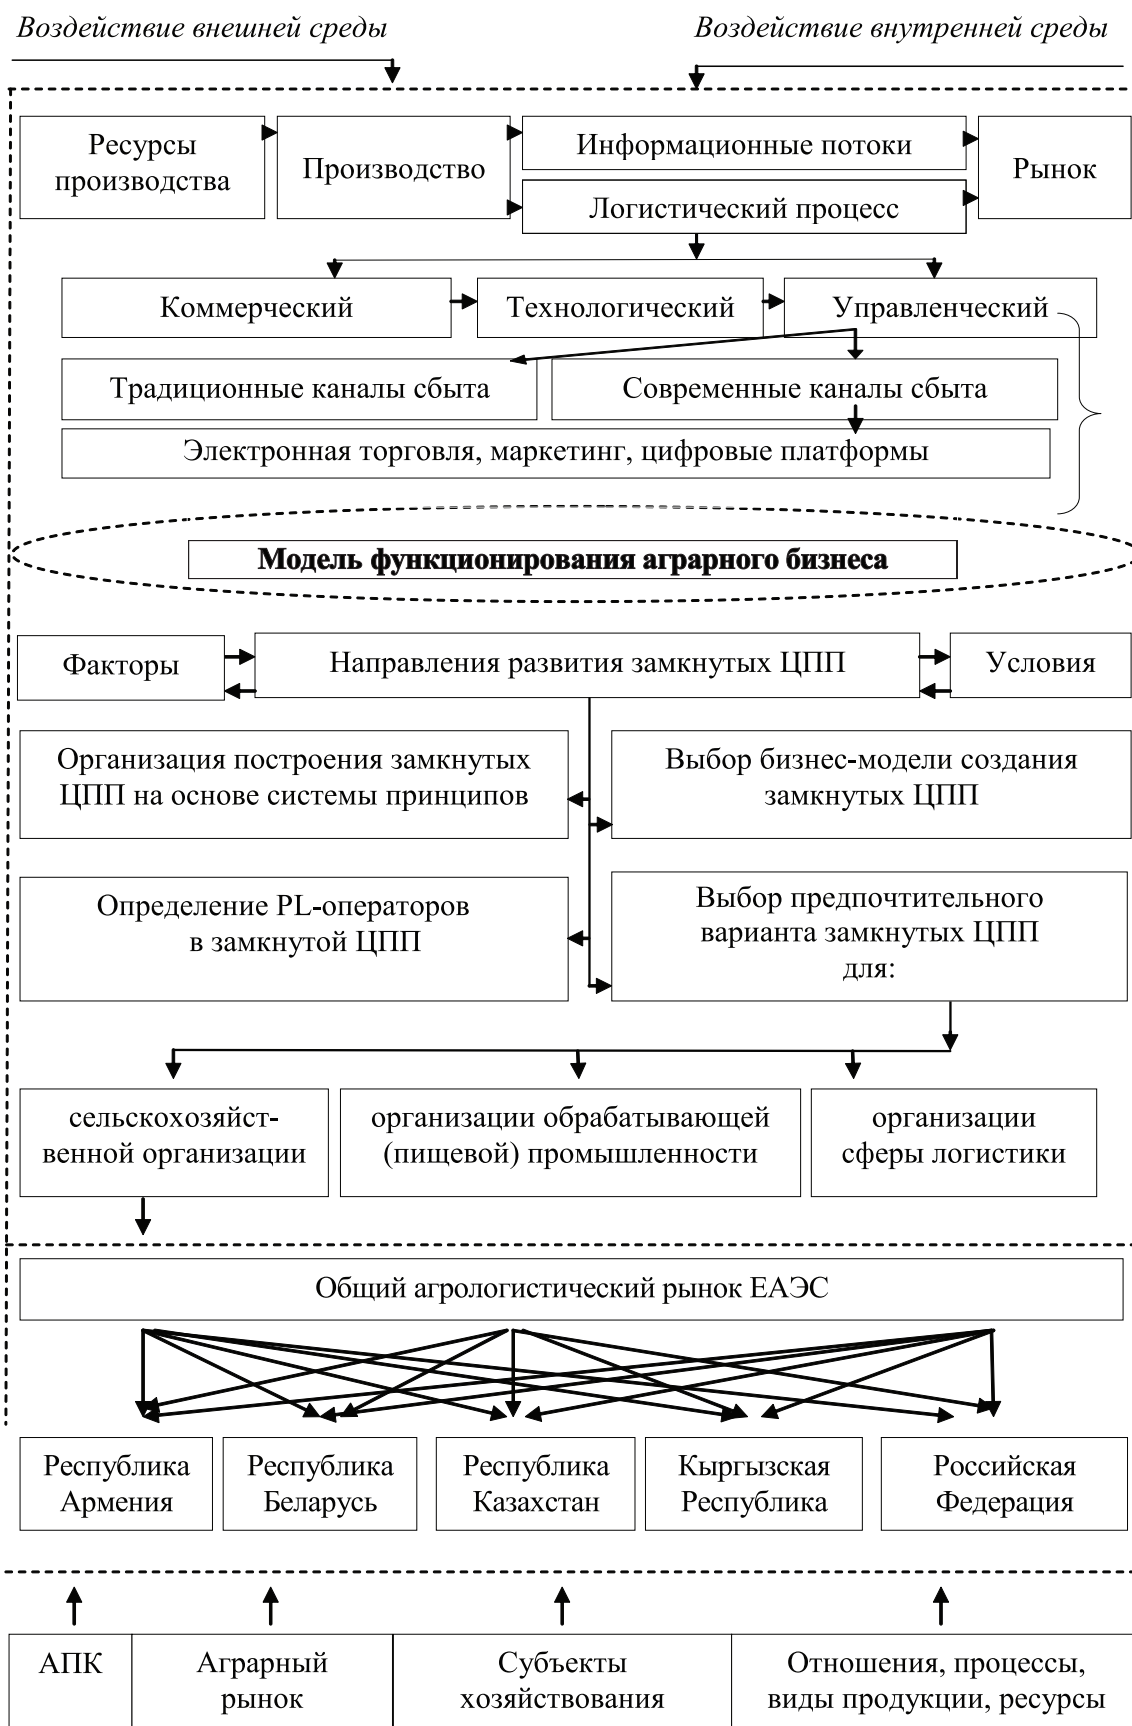 Воздействие внешней среды
Воздействие внутренней среды
Ресурсы
производства
Производство
Информационные потоки
Логистический процесс
Рынок
Коммерческий
Технологический
Управленческий
Традиционные каналы сбыта
Современные каналы сбыта
Электронная торговля, маркетинг, цифровые платформы
Модель функционирования аграрного бизнеса
Факторы
Направления развития замкнутых ЦПП
Условия
Организация построения замкнутых
ЦПП на основе системы принципов
Выбор бизнес-модели создания
замкнутых ЦПП
Определение PL-операторов
в замкнутой ЦПП
Выбор предпочтительного
варианта замкнутых ЦПП
для:
сельскохозяйст-
венной организации
организации обрабатывающей
(пищевой) промышленности
организации
сферы логистики
Общий агрологистический рынок ЕАЭС
Республика
Армения
Республика
Беларусь
Республика
Казахстан
Кыргызская
Республика
Российская
Федерация
АПК
Аграрный
рынок
Субъекты
хозяйствования
Отношения, процессы,
виды продукции, ресурсы